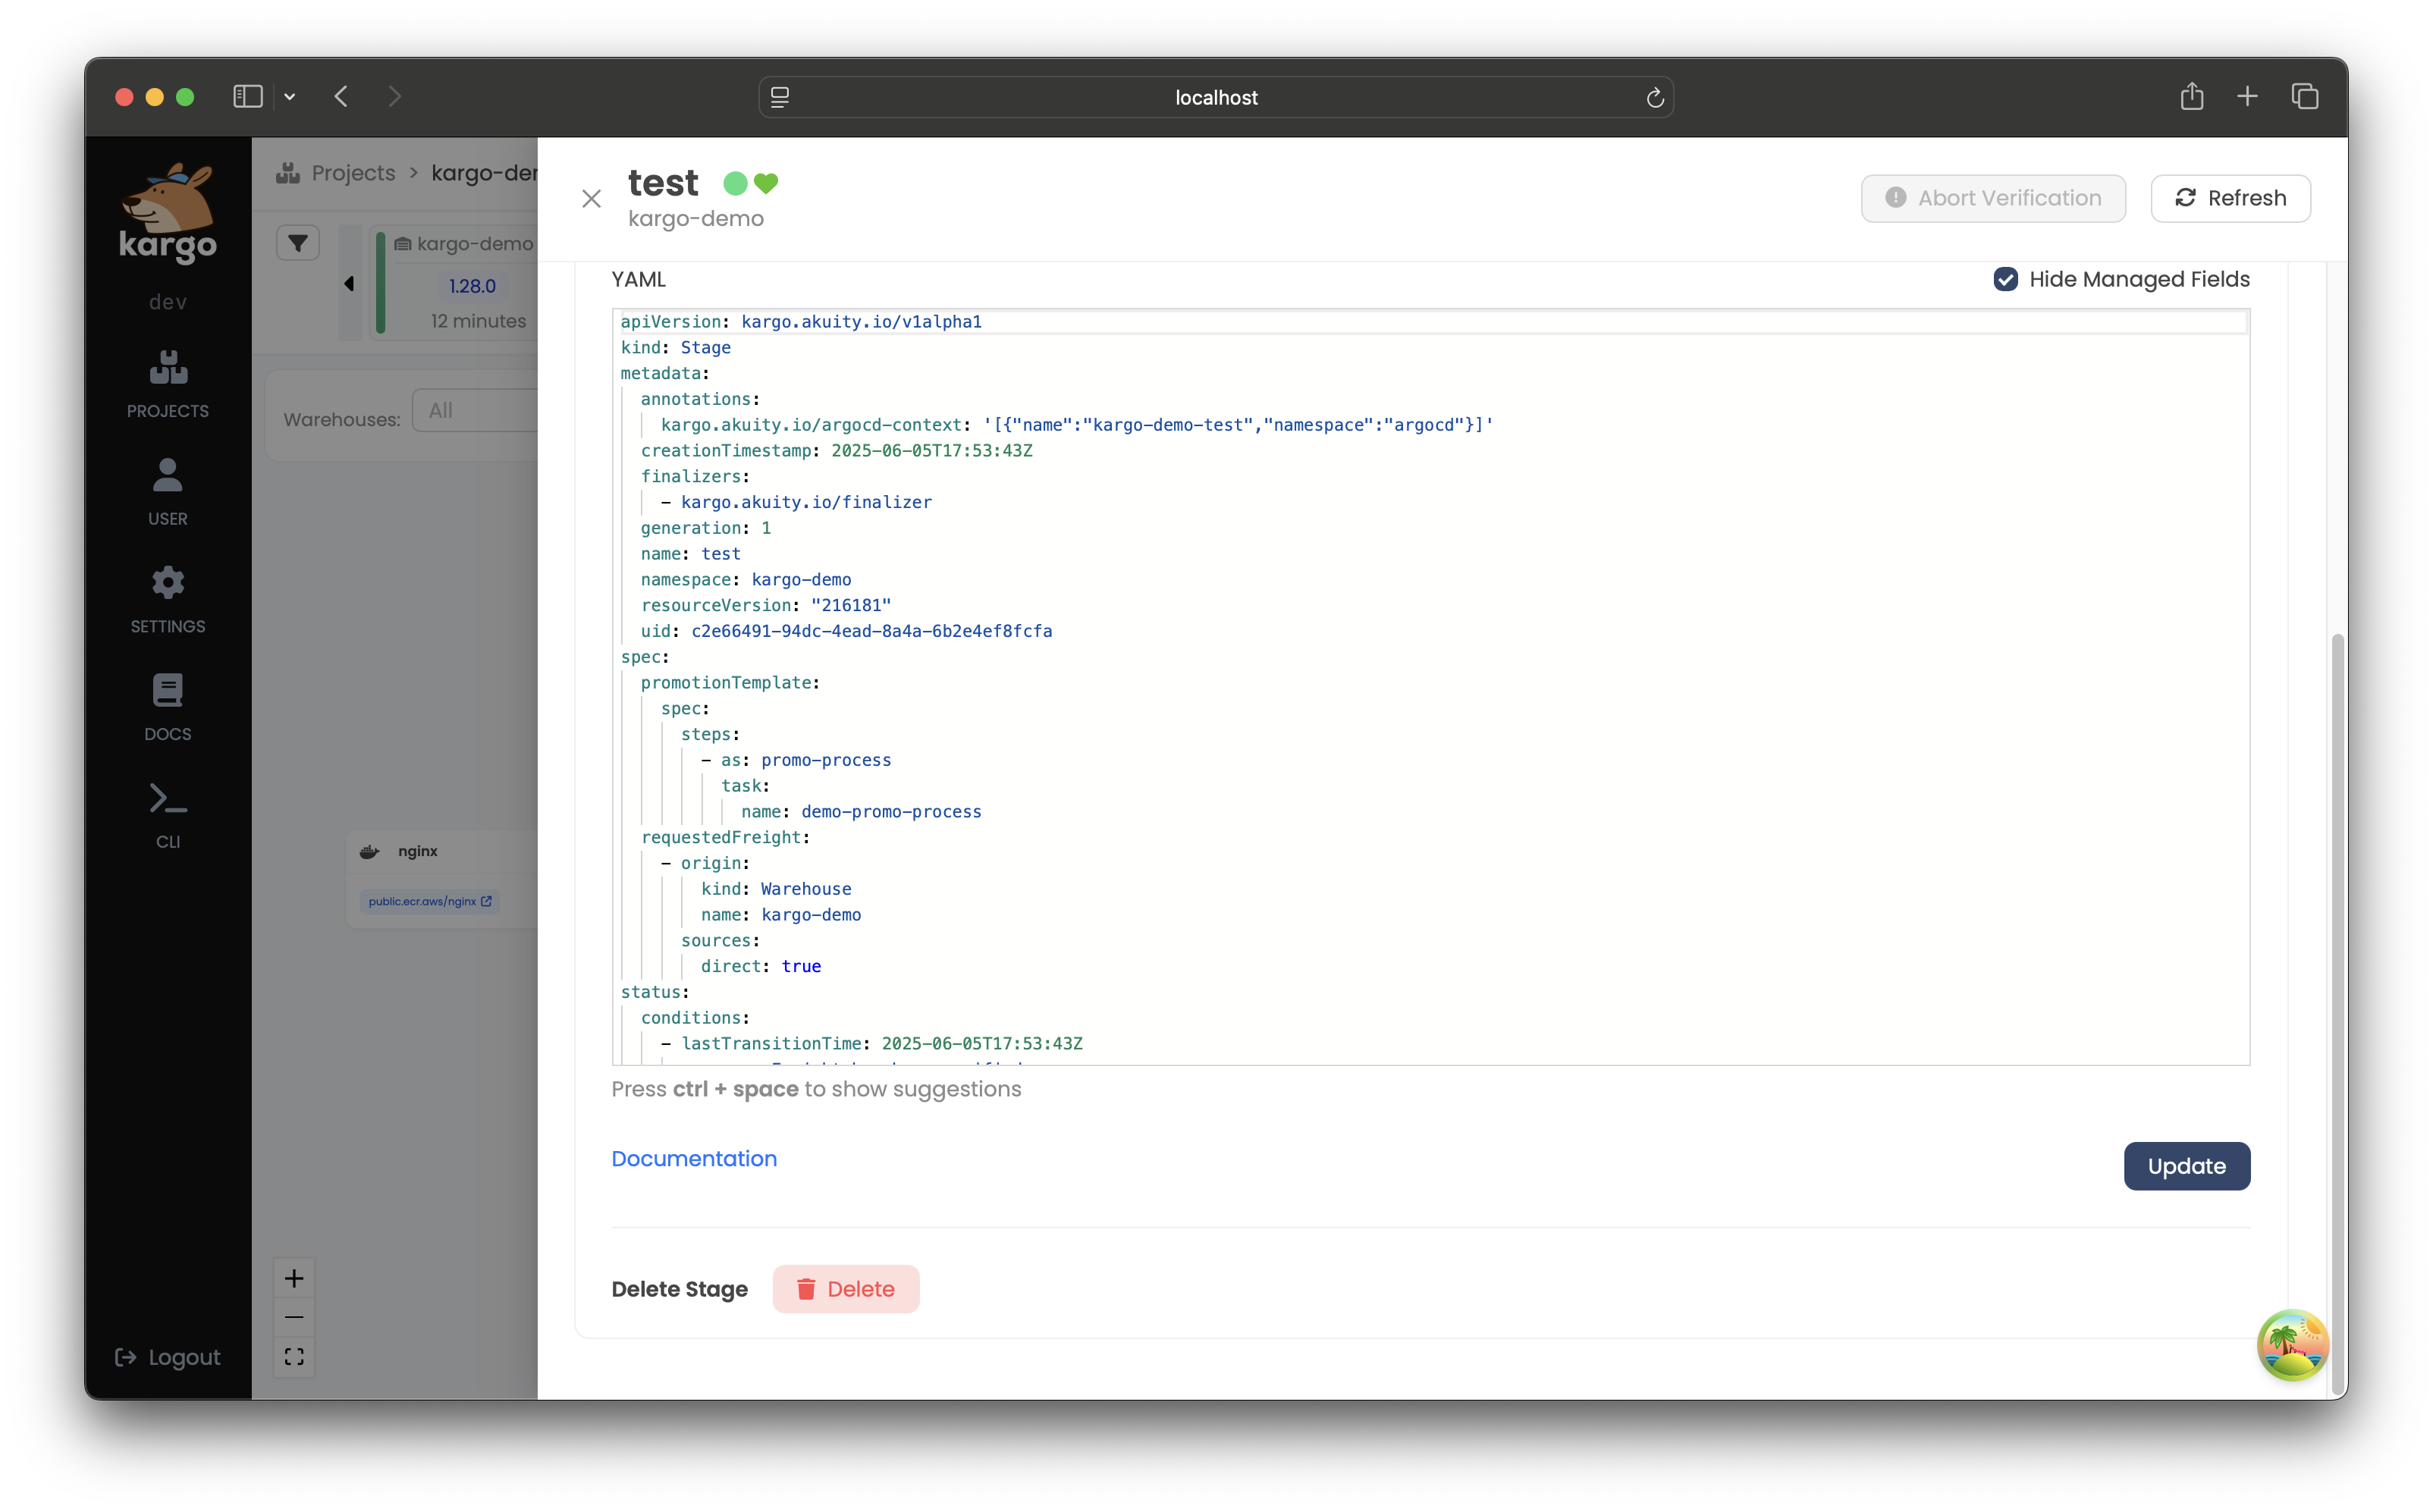 localhost
kargo
dev
PROJECTS
USER
SETTINGS
DOCS
CLI
Logout
Projects > kargo-dem
kargo-demo
1.28.0
12 minutes
Warehouses: All
nginx
public.ecr.aws/nginx
test
kargo-demo
Abort Verification
Refresh
YAML
Hide Managed Fields
apiVersion: kargo.akuity.io/v1alpha1
kind: Stage
metadata:
  annotations:
    kargo.akuity.io/argocd-context: '[{"name":"kargo-demo-test","namespace":"argocd"}]'
  creationTimestamp: 2025-06-05T17:53:43Z
  finalizers:
    - kargo.akuity.io/finalizer
  generation: 1
  name: test
  namespace: kargo-demo
  resourceVersion: "216181"
  uid: c2e66491-94dc-4ead-8a4a-6b2e4ef8fcfa
spec:
  promotionTemplate:
    spec:
      steps:
        - as: promo-process
          task:
            name: demo-promo-process
  requestedFreight:
    - origin:
        kind: Warehouse
        name: kargo-demo
      sources:
        direct: true
status:
  conditions:
    - lastTransitionTime: 2025-06-05T17:53:43Z
Press ctrl + space to show suggestions
Documentation
Update
Delete Stage
Delete